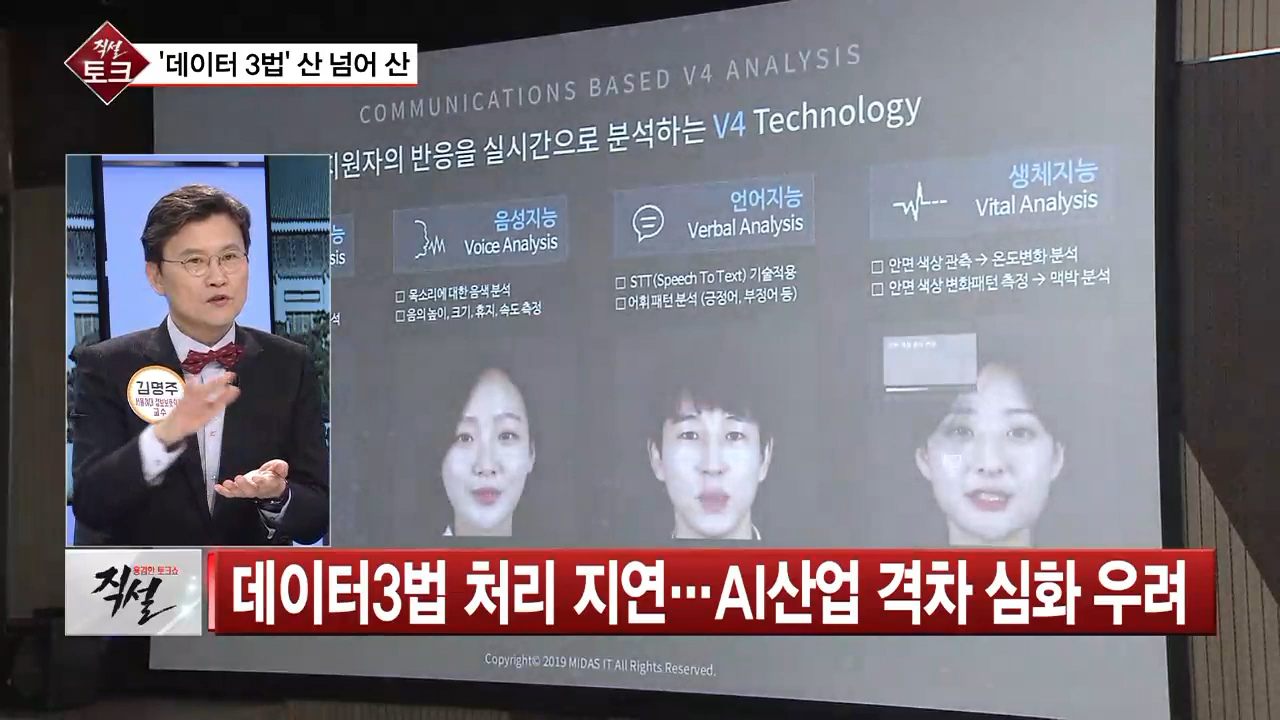 직설
토크
'데이터 3법' 산 넘어 산
COMMUNICATIONS BASED V4 ANALYSIS
지원자의 반응을 실시간으로 분석하는 V4 Technology
능
sis
석
음성지능
Voice Analysis
□ 목소리에 대한 음색 분석
□ 음의 높이, 크기, 휴지, 속도 측정
언어지능
Verbal Analysis
□ STT (Speech To Text) 기술적용
□ 어휘 패턴 분석 (긍정어, 부정어 등)
생체지능
Vital Analysis
□ 안면 색상 관측 → 온도변화 분석
□ 안면 색상 변화패턴 측정 → 맥박 분석
김명주
교수
용감한 토크쇼
직설
데이터3법 처리 지연…AI산업 격차 심화 우려
Copyright© 2019 MIDAS IT All Rights Reserved.